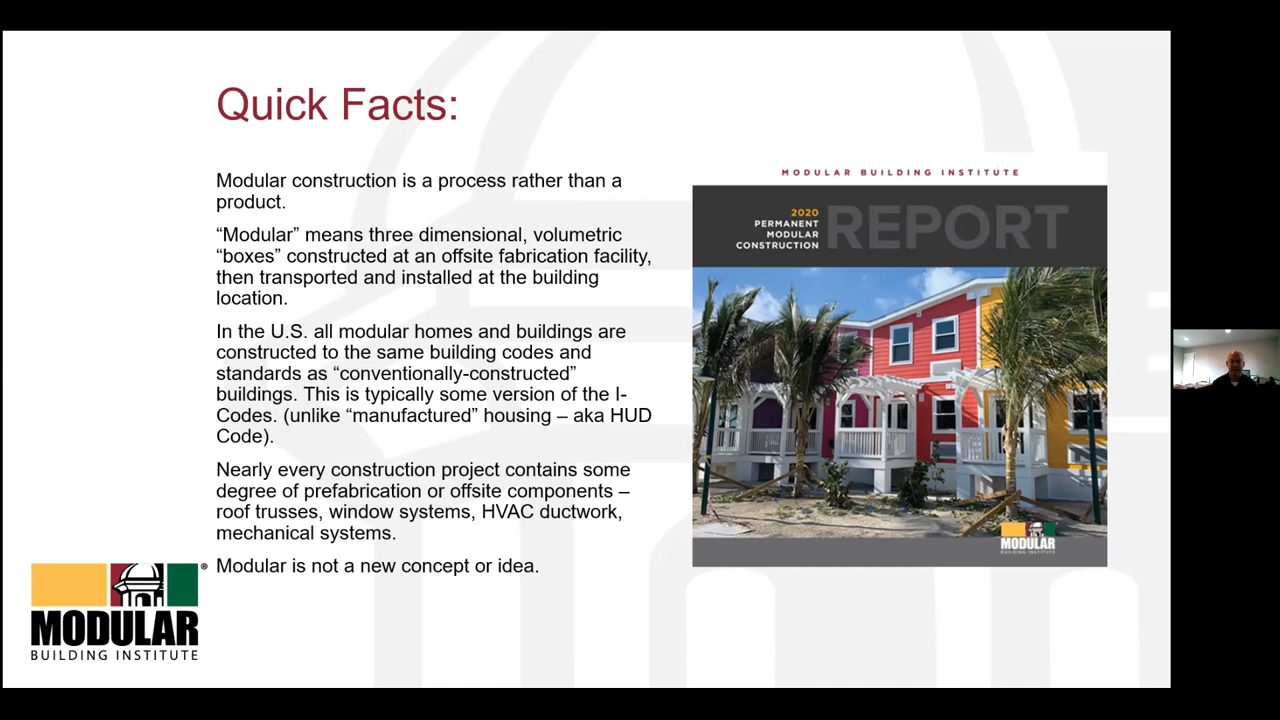 Quick Facts:
Modular construction is a process rather than a
product.
“Modular” means three dimensional, volumetric
“boxes” constructed at an offsite fabrication facility,
then transported and installed at the building
location.
In the U.S. all modular homes and buildings are
constructed to the same building codes and
standards as “conventionally-constructed”
buildings. This is typically some version of the I-
Codes. (unlike “manufactured” housing – aka HUD
Code).
Nearly every construction project contains some
degree of prefabrication or offsite components –
roof trusses, window systems, HVAC ductwork,
mechanical systems.
Modular is not a new concept or idea.
MODULAR BUILDING INSTITUTE
2020
PERMANENT
MODULAR
CONSTRUCTION
REPORT
MODULAR
BUILDING INSTITUTE
MODULAR
BUILDING INSTITUTE
®